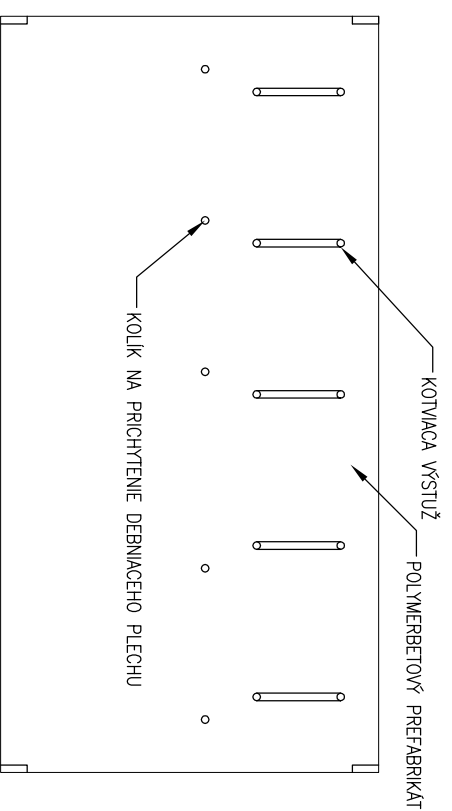 KOTVIACA VÝSTUŽ
POLYMERBETOVÝ PREFABRIKÁT
KOLÍK NA PRICHYTENIE DEBNIACEHO PLECHU